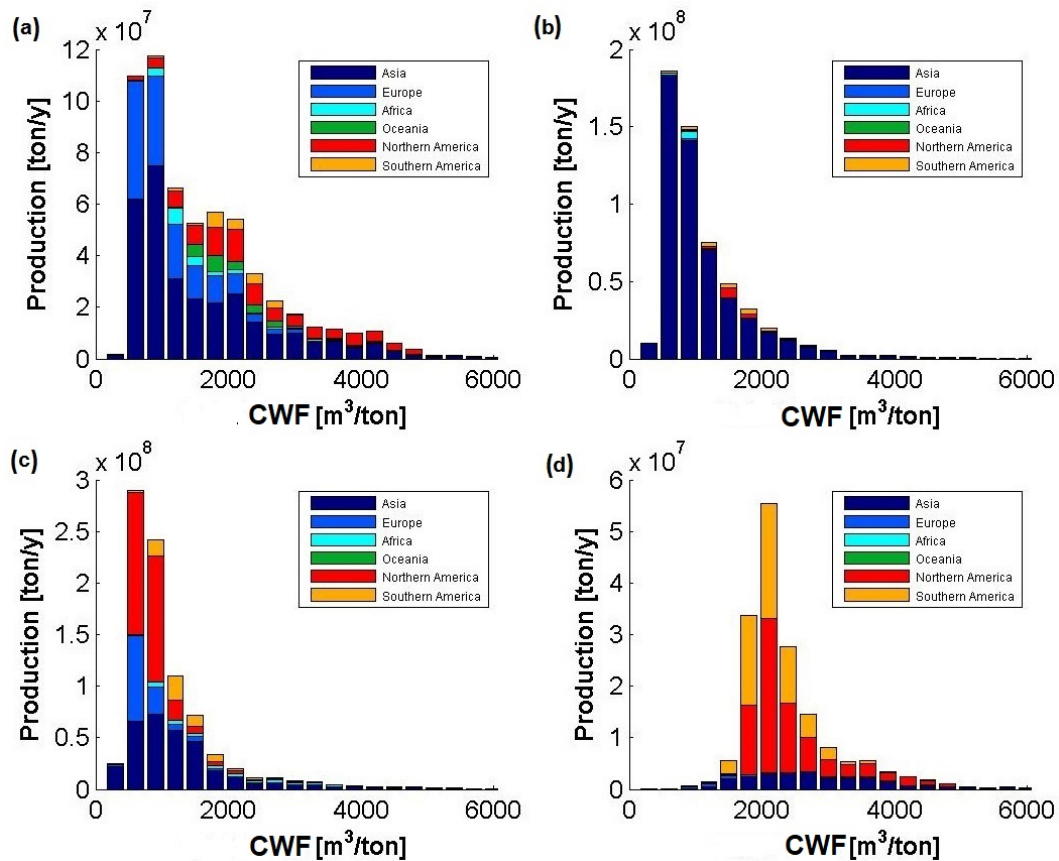 (a)
x 10^7
12
10
8
6
4
2
0
Production [ton/y]
0 2000 4000 6000
CWF [m^3/ton]
Asia
Europe
Africa
Oceania
Northern America
Southern America
(b)
x 10^8
2
1.5
1
0.5
0
Production [ton/y]
0 2000 4000 6000
CWF [m^3/ton]
Asia
Europe
Africa
Oceania
Northern America
Southern America
(c)
x 10^8
3
2.5
2
1.5
1
0.5
0
Production [ton/y]
0 2000 4000 6000
CWF [m^3/ton]
Asia
Europe
Africa
Oceania
Northern America
Southern America
(d)
x 10^7
6
5
4
3
2
1
0
Production [ton/y]
0 2000 4000 6000
CWF [m^3/ton]
Asia
Europe
Africa
Oceania
Northern America
Southern America